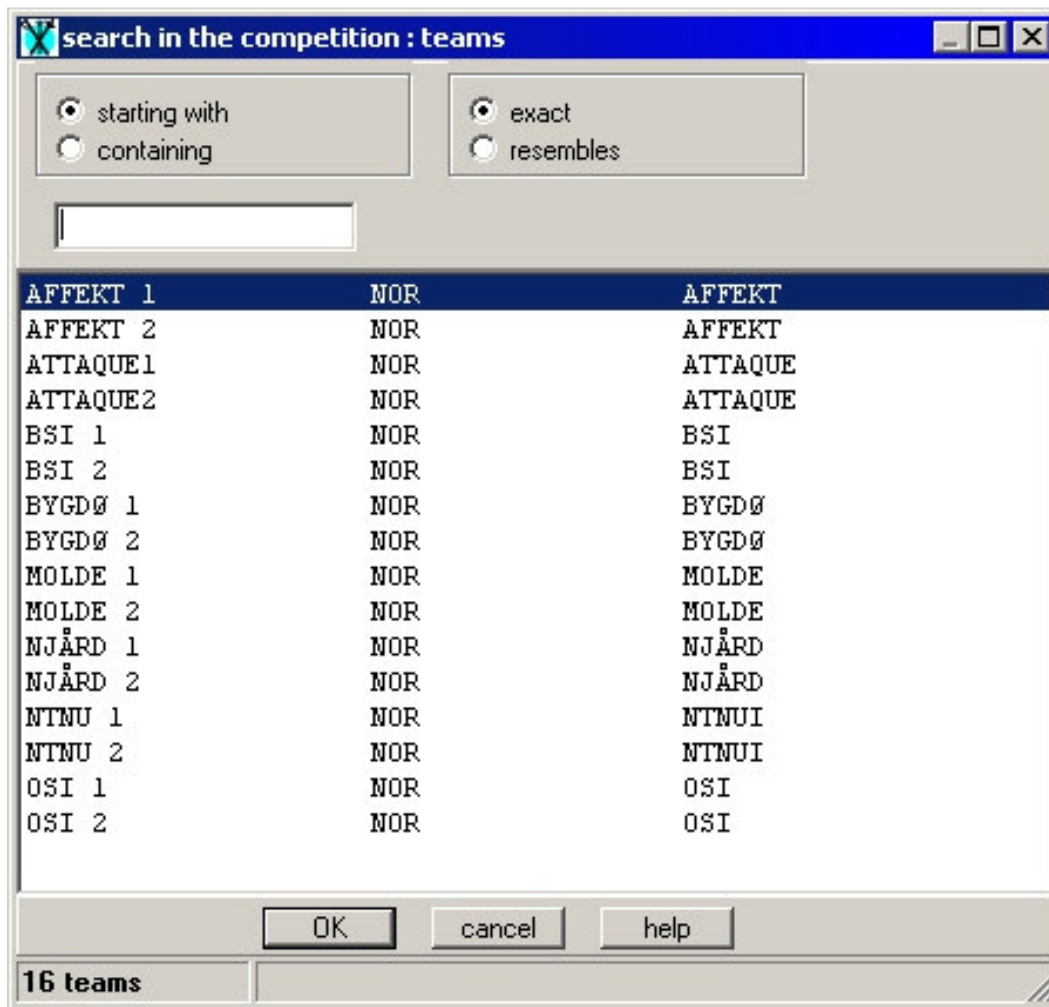 search in the competition : teams
starting with exact
containing resembles
AFFEKT 1 NOR AFFEKT
AFFEKT 2 NOR AFFEKT
ATTAQUE1 NOR ATTAQUE
ATTAQUE2 NOR ATTAQUE
BSI 1 NOR BSI
BSI 2 NOR BSI
BYGDØ 1 NOR BYGDØ
BYGDØ 2 NOR BYGDØ
MOLDE 1 NOR MOLDE
MOLDE 2 NOR MOLDE
NJÅRD 1 NOR NJÅRD
NJÅRD 2 NOR NJÅRD
NTNU 1 NOR NTNUI
NTNU 2 NOR NTNUI
OSI 1 NOR OSI
OSI 2 NOR OSI
OK cancel help
16 teams